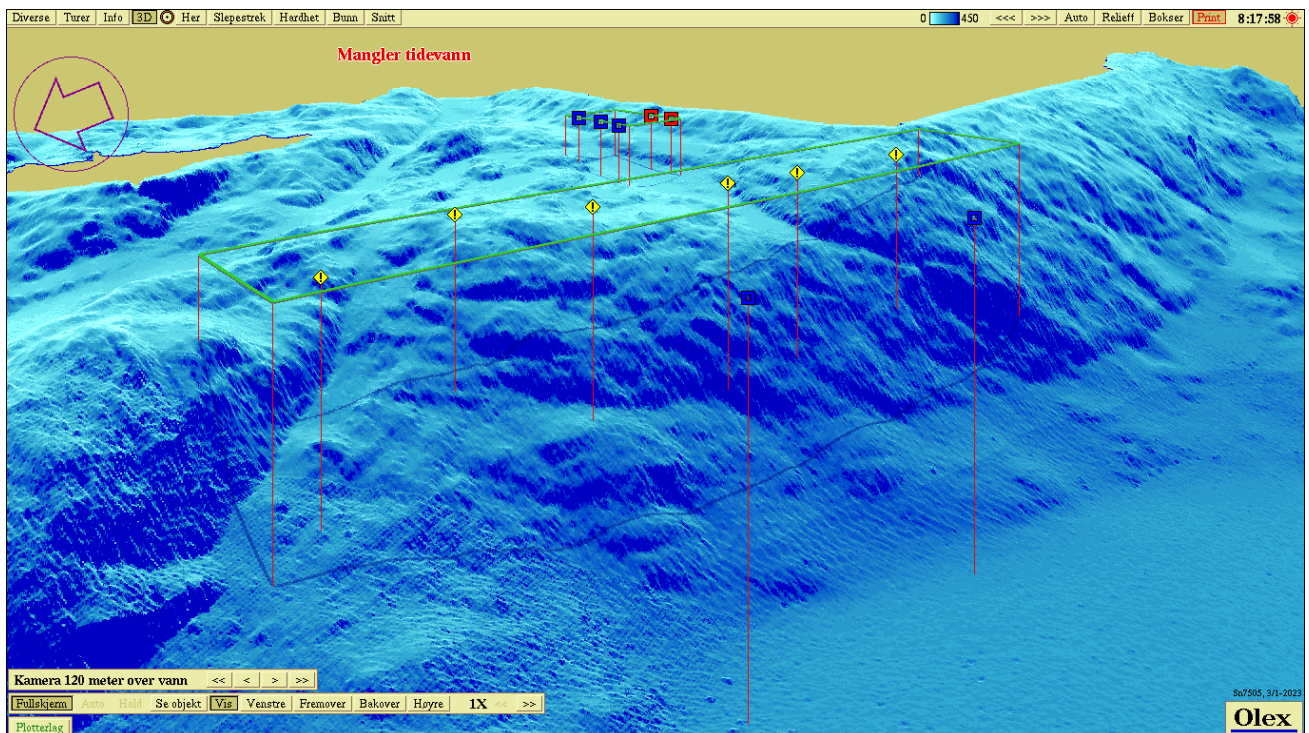 Diverse Turer Info 3D Her Slepestrek Hardhet Bunn Snitt 0 450 <<< >>> Auto Relieff Bokser Print 8:17:58
Mangler tidevann
Kamera 120 meter over vann << < > >>
Fullskjerm Auto Hold Se objekt Vis Venstre Fremover Bakover Høyre 1X << >>
Sn7505, 3/1-2023
Plotterlag
Olex